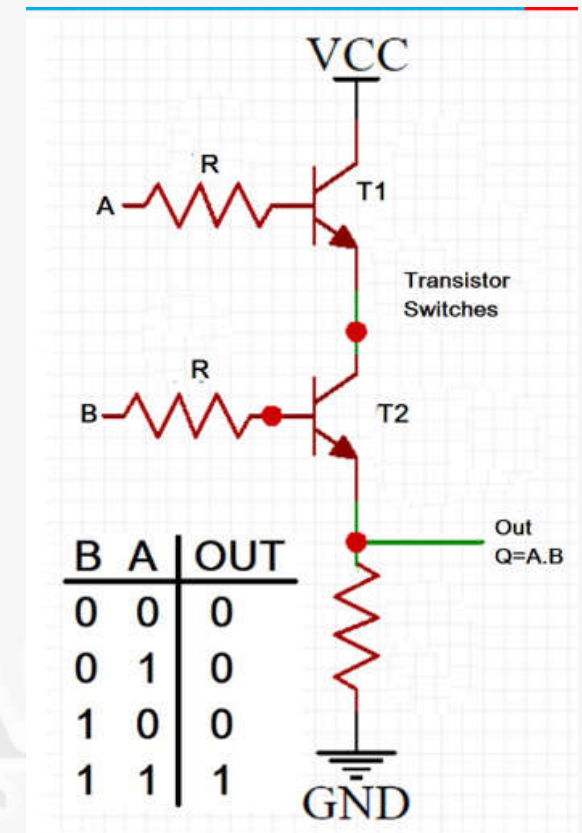 VCC
R
A
T1
Transistor
Switches
R
B
T2
Out
Q=A.B
B A OUT
0 0 0
0 1 0
1 0 0
1 1 1
GND